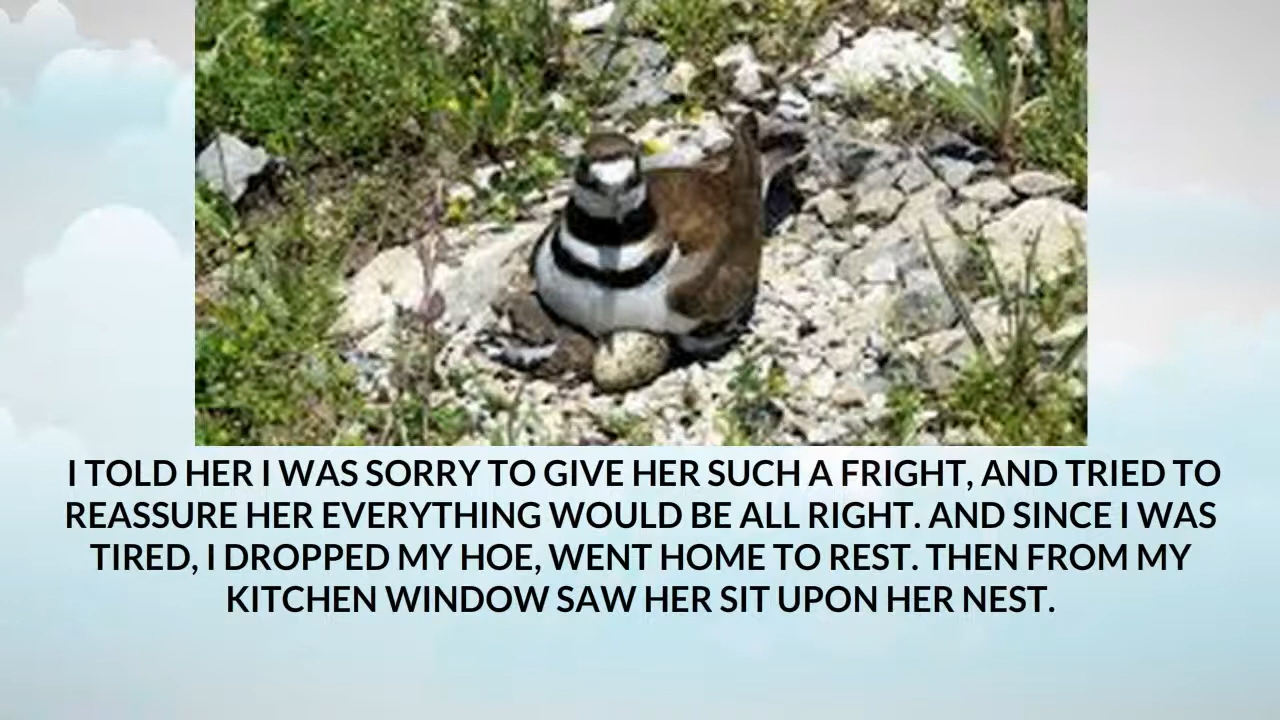 I TOLD HER I WAS SORRY TO GIVE HER SUCH A FRIGHT, AND TRIED TO
REASSURE HER EVERYTHING WOULD BE ALL RIGHT. AND SINCE I WAS
TIRED, I DROPPED MY HOE, WENT HOME TO REST. THEN FROM MY
KITCHEN WINDOW SAW HER SIT UPON HER NEST.